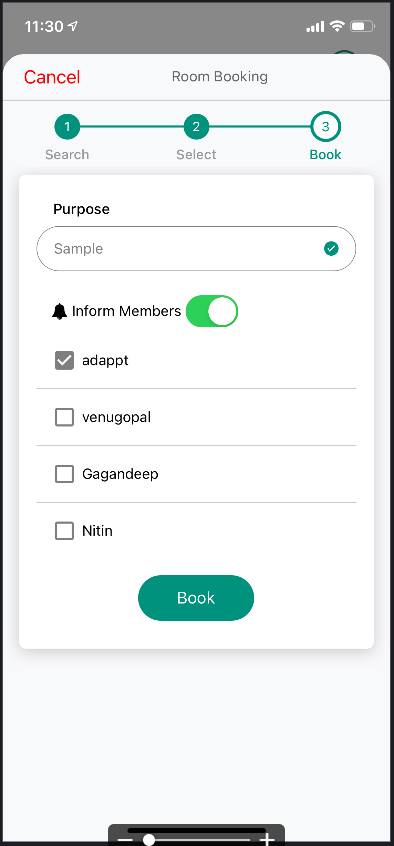 11:30
Cancel Room Booking
1 2 3
Search Select Book
Purpose
Sample
Inform Members
adappt
venugopal
Gagandeep
Nitin
Book